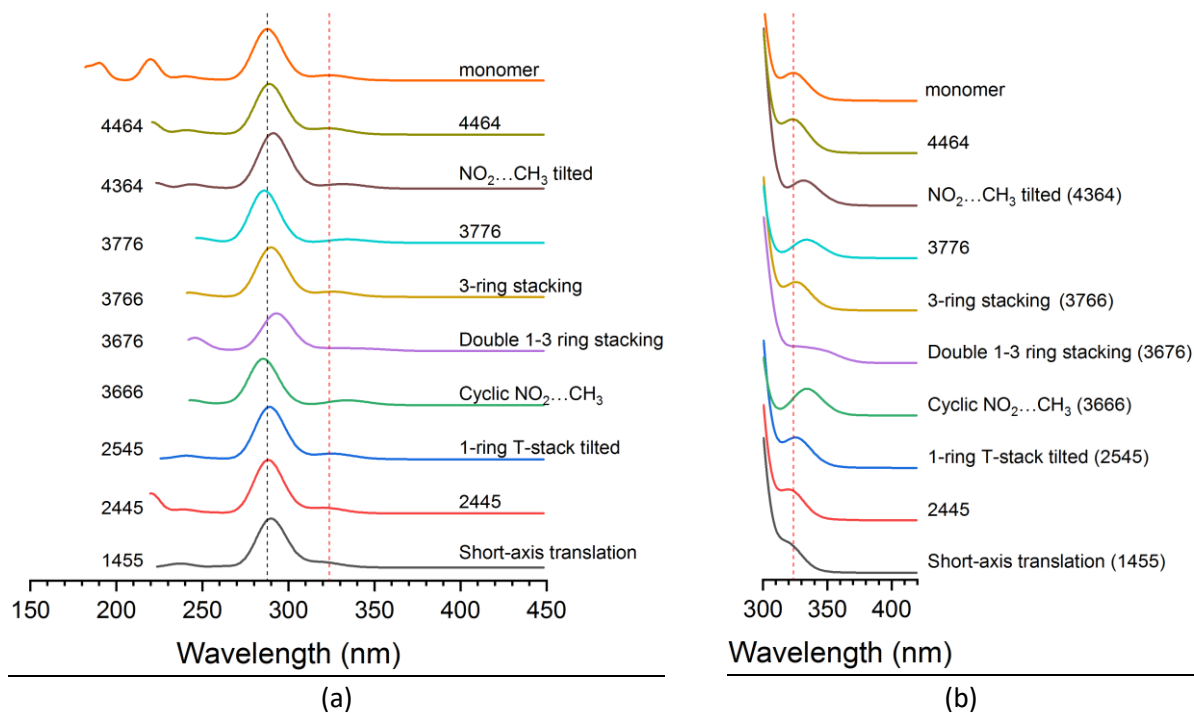 monomer
4464 4464
4364 NO₂…CH₃ tilted
3776 3776
3766 3-ring stacking
3676 Double 1-3 ring stacking
3666 Cyclic NO₂…CH₃
2545 1-ring T-stack tilted
2445 2445
1455 Short-axis translation
150 200 250 300 350 400 450
Wavelength (nm)
(a)
monomer
4464
NO₂…CH₃ tilted (4364)
3776
3-ring stacking (3766)
Double 1-3 ring stacking (3676)
Cyclic NO₂…CH₃ (3666)
1-ring T-stack tilted (2545)
2445
Short-axis translation (1455)
300 400
Wavelength (nm)
(b)